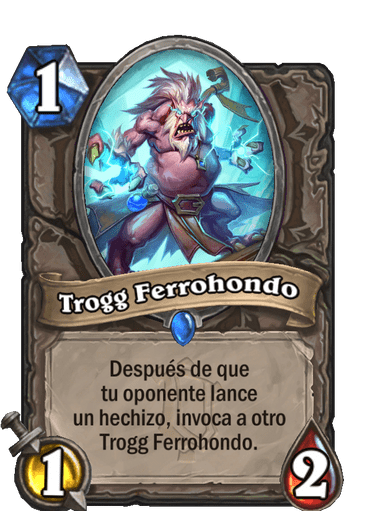 1
Trogg Ferrohondo
Después de que
tu oponente lance
un hechizo, invoca a otro
Trogg Ferrohondo.
1
2